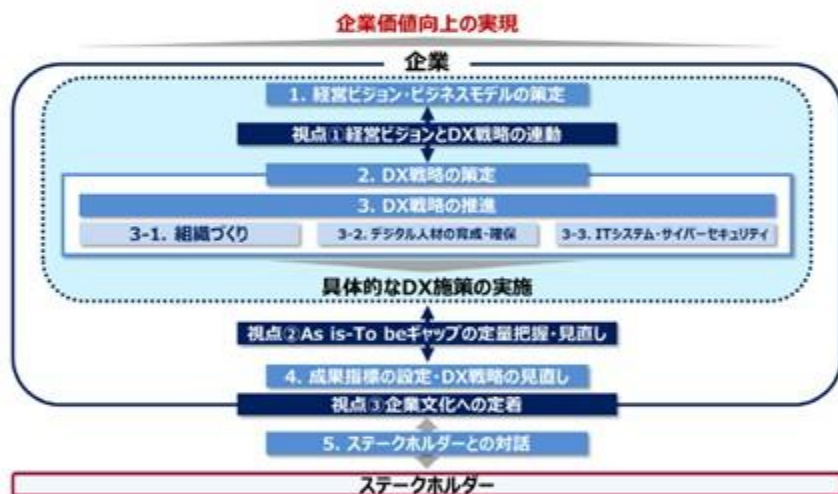 企業価値向上の実現
企業
1. 経営ビジョン・ビジネスモデルの策定
視点①経営ビジョンとDX戦略の連動
2. DX戦略の策定
3. DX戦略の推進
3-1. 組織づくり
3-2. デジタル人材の育成・確保
3-3. ITシステム・サイバーセキュリティ
具体的なDX施策の実施
視点②As is-To beギャップの定量把握・見直し
4. 成果指標の設定・DX戦略の見直し
視点③企業文化への定着
5. ステークホルダーとの対話
ステークホルダー